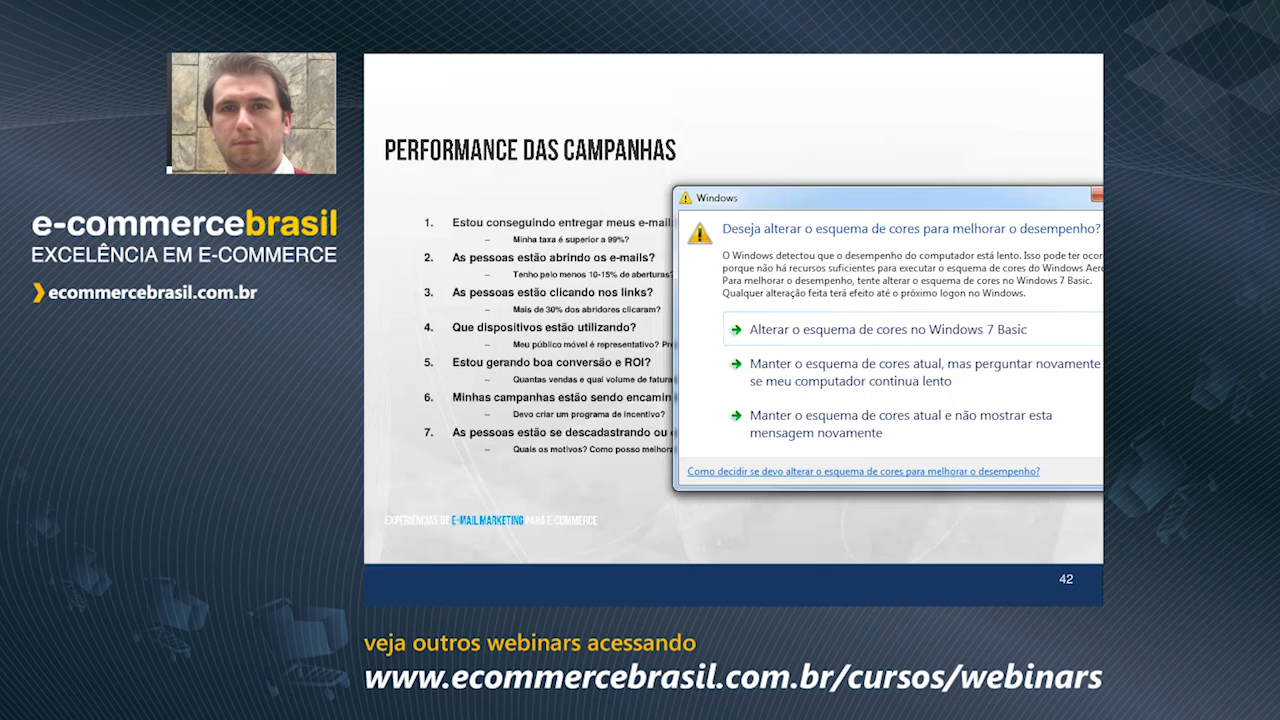 e-commercebrasil
EXCELÊNCIA EM E-COMMERCE
ecommercebrasil.com.br
PERFORMANCE DAS CAMPANHAS
1. Estou conseguindo entregar meus e-mail
– Minha taxa é superior a 99%?
2. As pessoas estão abrindo os e-mails?
– Tenho pelo menos 10-15% de aberturas?
3. As pessoas estão clicando nos links?
– Mais de 30% dos abridores clicaram?
4. Que dispositivos estão utilizando?
– Meu público móvel é representativo?
5. Estou gerando boa conversão e ROI?
– Quantas vendas e qual volume de fatura
6. Minhas campanhas estão sendo encamin
– Devo criar um programa de incentivo?
7. As pessoas estão se descadastrando ou
– Quais os motivos? Como posso melhora
EXPERIÊNCIAS DE E-MAIL MARKETING PARA E-COMMERCE
42
Windows
Deseja alterar o esquema de cores para melhorar o desempenho?
O Windows detectou que o desempenho do computador está lento. Isso pode ter ocor
porque não há recursos suficientes para executar o esquema de cores do Windows Aero
Para melhorar o desempenho, tente alterar o esquema de cores no Windows 7 Basic.
Qualquer alteração feita terá efeito até o próximo logon no Windows.
Alterar o esquema de cores no Windows 7 Basic
Manter o esquema de cores atual, mas perguntar novamente
se meu computador continua lento
Manter o esquema de cores atual e não mostrar esta
mensagem novamente
Como decidir se devo alterar o esquema de cores para melhorar o desempenho?
veja outros webinars acessando
www.ecommercebrasil.com.br/cursos/webinars